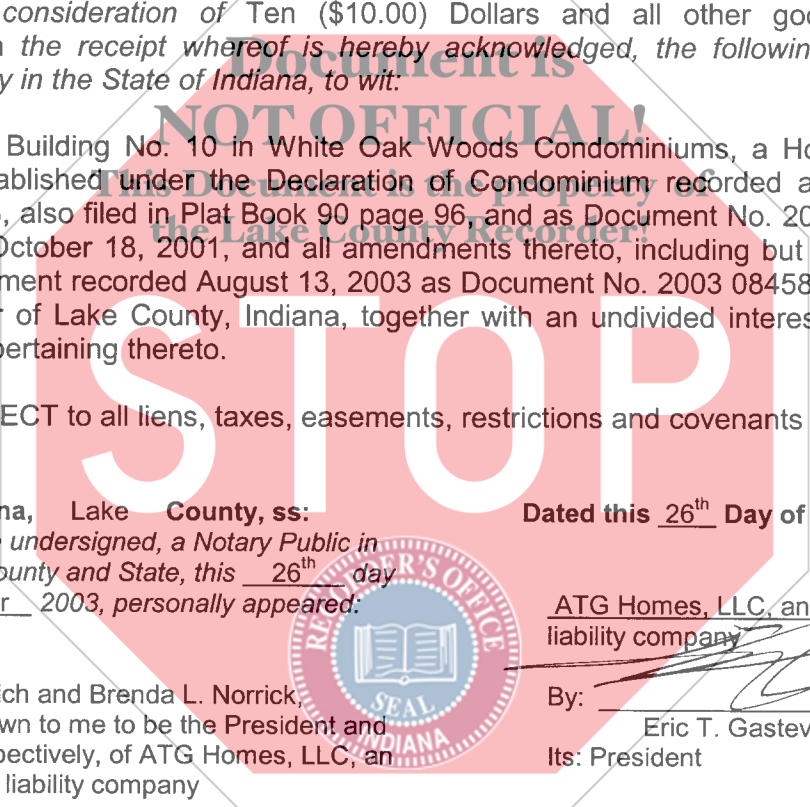 consideration of Ten ($10.00) Dollars and all other goo
the receipt whereof is hereby acknowledged, the followin
y in the State of Indiana, to wit:
Document is
NOT OFFICIAL!
This Document is the property of
the Lake County Recorder!
Building No. 10 in White Oak Woods Condominiums, a Ho
ablished under the Declaration of Condominium recorded a
, also filed in Plat Book 90 page 96, and as Document No. 20
October 18, 2001, and all amendments thereto, including but
ment recorded August 13, 2003 as Document No. 2003 08458
r of Lake County, Indiana, together with an undivided interes
pertaining thereto.
STOP
ECT to all liens, taxes, easements, restrictions and covenants
na, Lake County, ss:
undersigned, a Notary Public in
ounty and State, this 26th day
r 2003, personally appeared:
Dated this 26th Day of
ATG Homes, LLC, an
liability company
By:
Eric T. Gastev
Its: President
ich and Brenda L. Norrick,
wn to me to be the President and
pectively, of ATG Homes, LLC, an
liability company
RECORDER'S OFFICE
SEAL
INDIANA